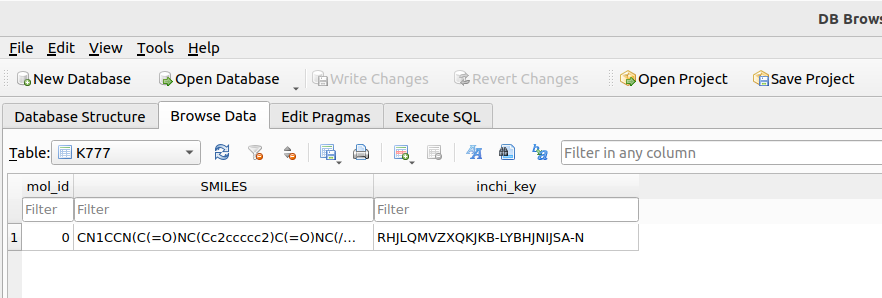 DB Brows
File Edit View Tools Help
New Database Open Database Write Changes Revert Changes Open Project Save Project
Database Structure Browse Data Edit Pragmas Execute SQL
Table: K777 Filter in any column
mol_id SMILES inchi_key
Filter Filter Filter
1 0 CN1CCN(C(=O)NC(Cc2ccccc2)C(=O)NC(/... RHJLQMVZXQKJKB-LYBHJNIJSA-N